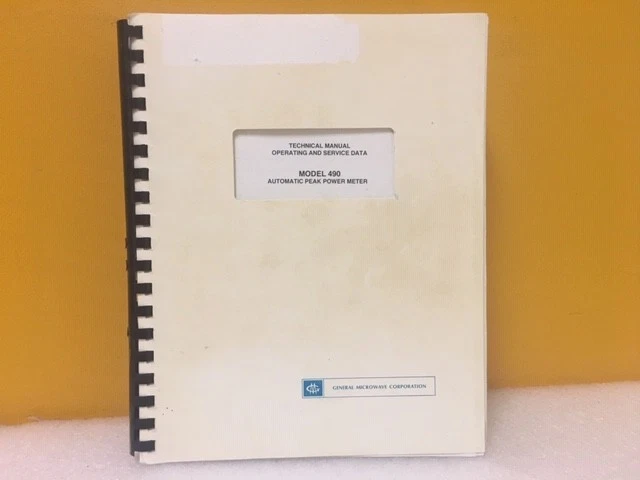 TECHNICAL MANUAL
OPERATING AND SERVICE DATA
MODEL 490
AUTOMATIC PEAK POWER METER
GENERAL MICROWAVE CORPORATION